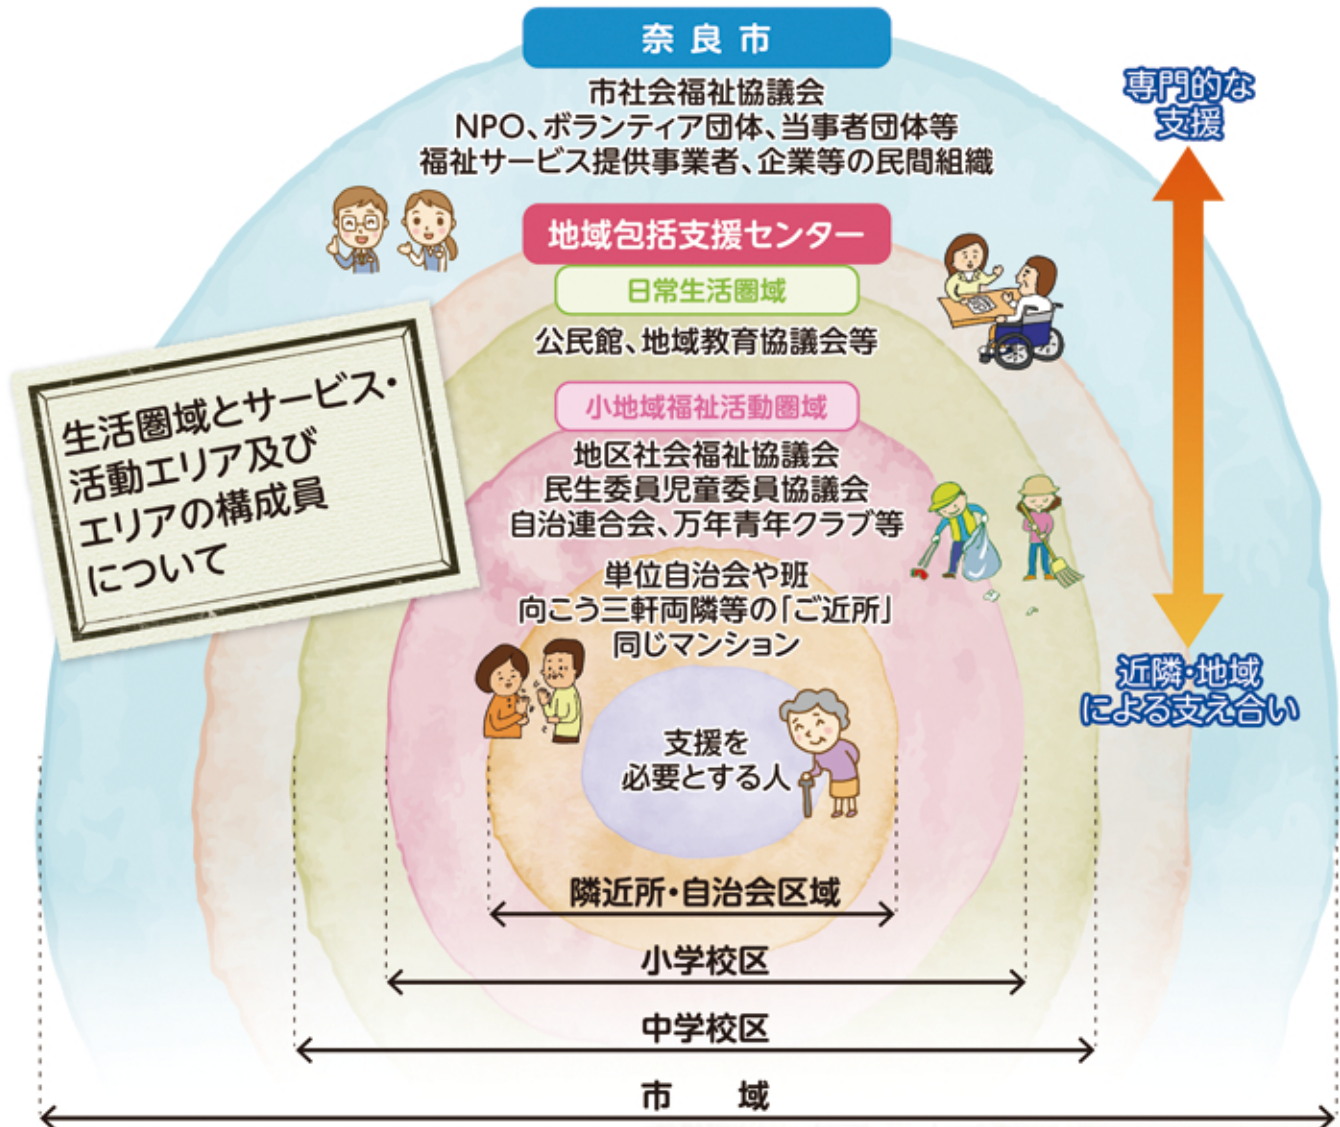 奈良市
市社会福祉協議会
NPO、ボランティア団体、当事者団体等
福祉サービス提供事業者、企業等の民間組織
専門的な
支援
地域包括支援センター
日常生活圏域
公民館、地域教育協議会等
生活圏域とサービス・
活動エリア及び
エリアの構成員
について
小地域福祉活動圏域
地区社会福祉協議会
民生委員児童委員協議会
自治連合会、万年青年クラブ等
単位自治会や班
向こう三軒両隣等の「ご近所」
同じマンション
近隣・地域
による支え合い
支援を
必要とする人
隣近所・自治会区域
小学校区
中学校区
市　域